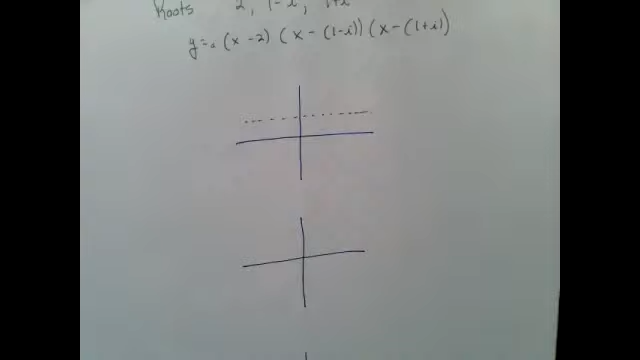 Roots 2, 1-i, 1+i
y=a (x-2) (x-(1-i)) (x-(1+i))